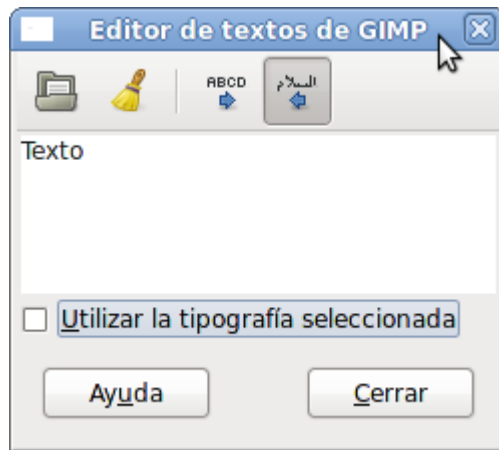 Editor de textos de GIMP
ABCD السلام
Texto
Utilizar la tipografía seleccionada
Ayuda Cerrar